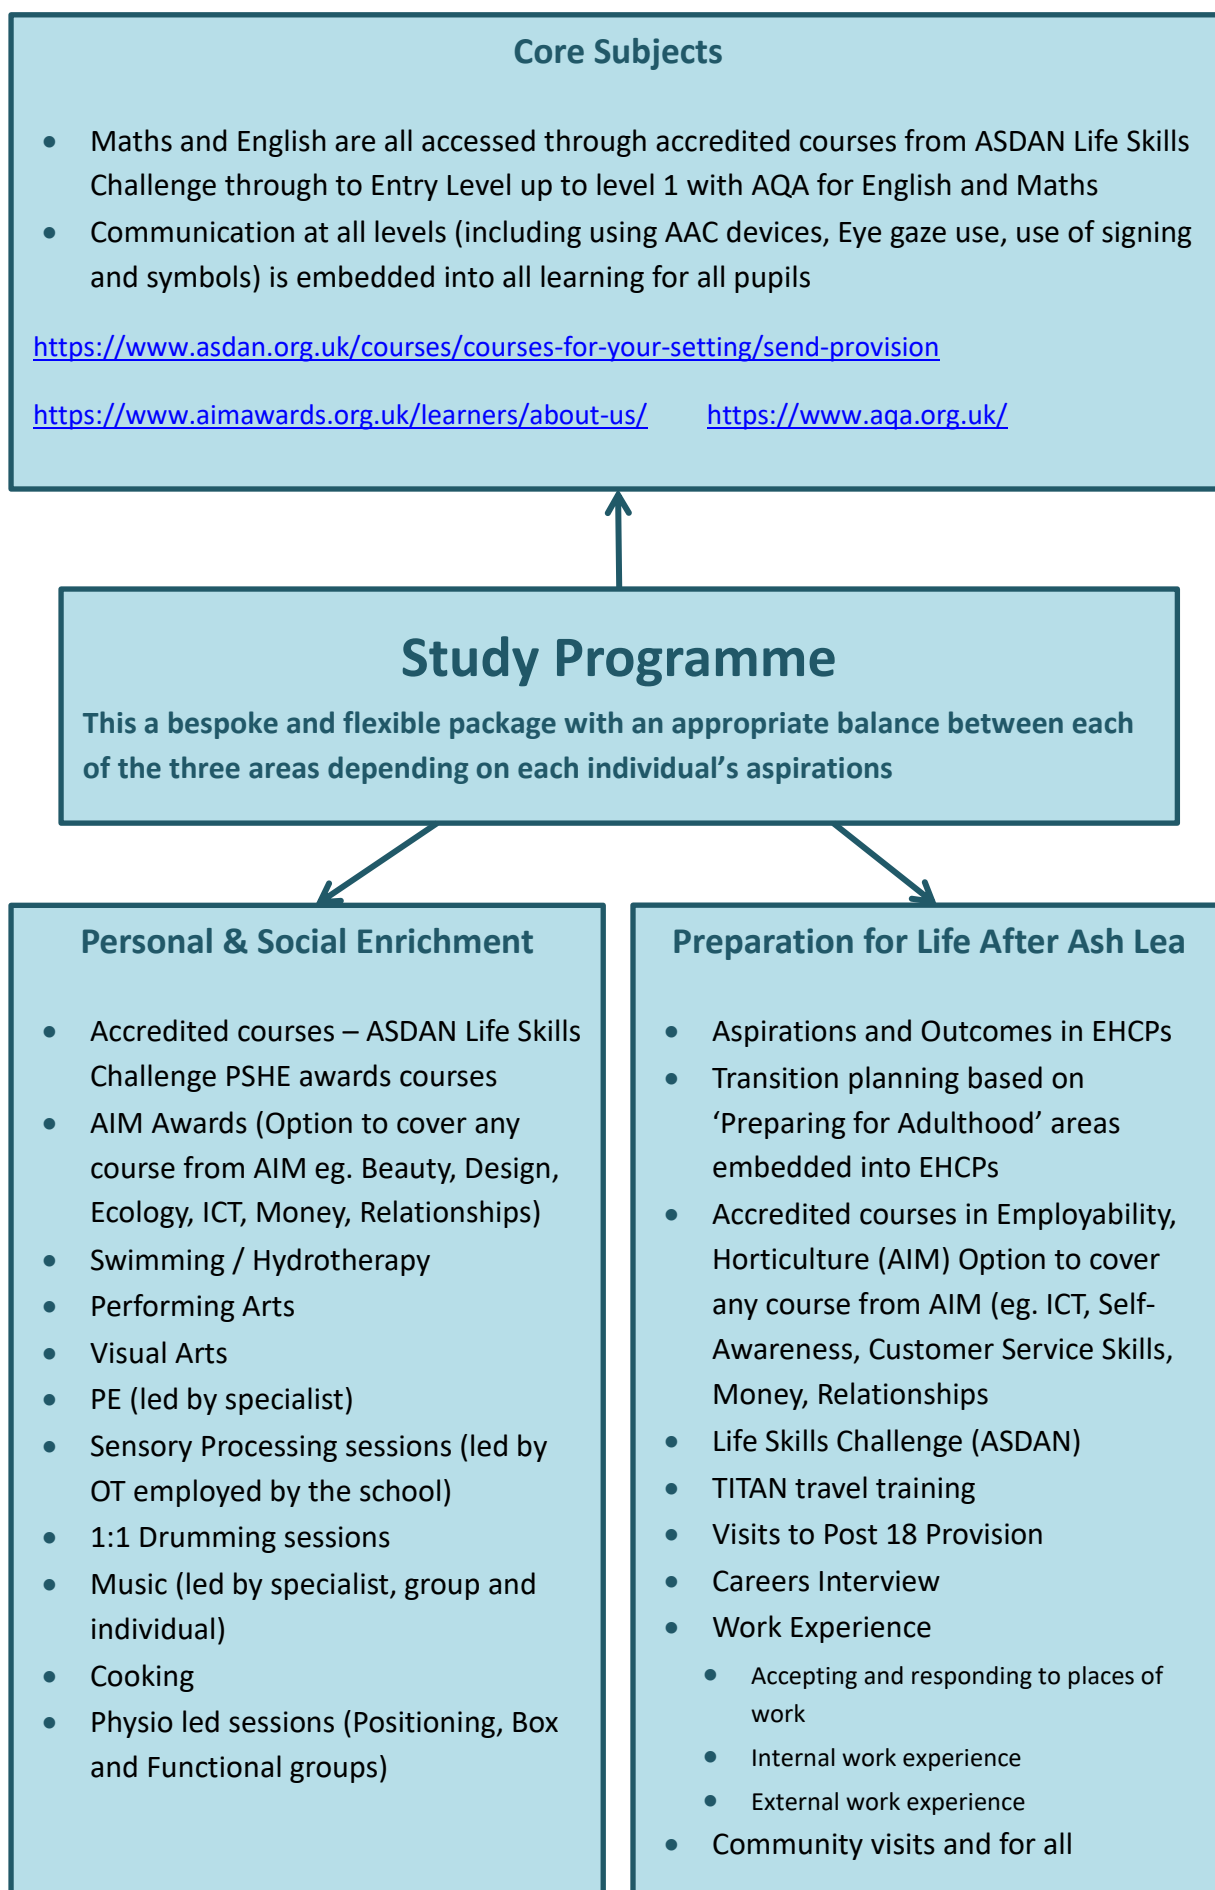 Core Subjects
• Maths and English are all accessed through accredited courses from ASDAN Life Skills
Challenge through to Entry Level up to level 1 with AQA for English and Maths
• Communication at all levels (including using AAC devices, Eye gaze use, use of signing
and symbols) is embedded into all learning for all pupils
https://www.asdan.org.uk/courses/courses-for-your-setting/send-provision
https://www.aimawards.org.uk/learners/about-us/ https://www.aqa.org.uk/
Study Programme
This a bespoke and flexible package with an appropriate balance between each
of the three areas depending on each individual’s aspirations
Personal & Social Enrichment
• Accredited courses – ASDAN Life Skills
Challenge PSHE awards courses
• AIM Awards (Option to cover any
course from AIM eg. Beauty, Design,
Ecology, ICT, Money, Relationships)
• Swimming / Hydrotherapy
• Performing Arts
• Visual Arts
• PE (led by specialist)
• Sensory Processing sessions (led by
OT employed by the school)
• 1:1 Drumming sessions
• Music (led by specialist, group and
individual)
• Cooking
• Physio led sessions (Positioning, Box
and Functional groups)
Preparation for Life After Ash Lea
• Aspirations and Outcomes in EHCPs
• Transition planning based on
‘Preparing for Adulthood’ areas
embedded into EHCPs
• Accredited courses in Employability,
Horticulture (AIM) Option to cover
any course from AIM (eg. ICT, Self-
Awareness, Customer Service Skills,
Money, Relationships
• Life Skills Challenge (ASDAN)
• TITAN travel training
• Visits to Post 18 Provision
• Careers Interview
• Work Experience
• Accepting and responding to places of
work
• Internal work experience
• External work experience
• Community visits and for all